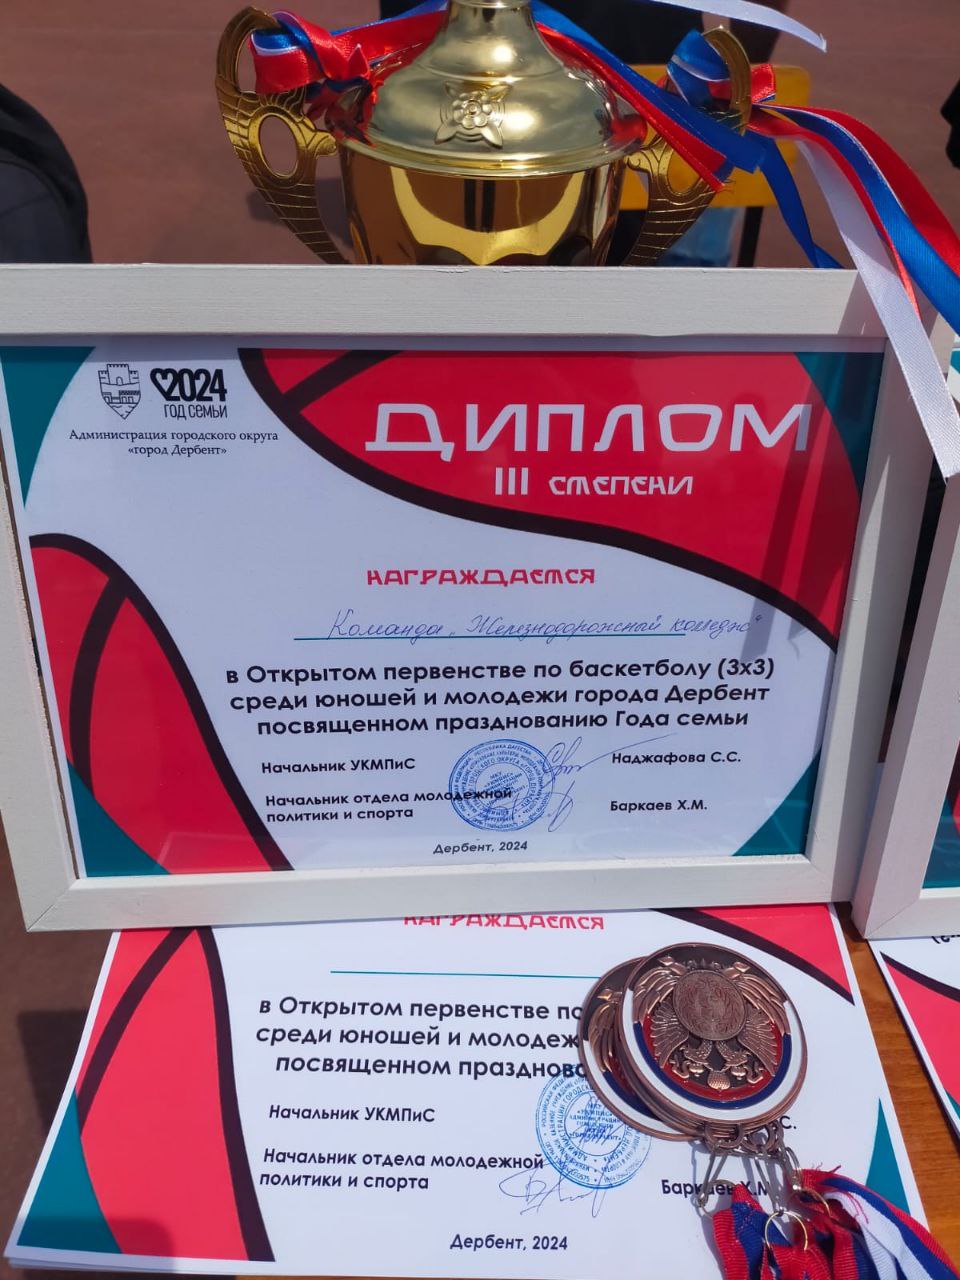 2024
ГОД СЕМЬИ
Администрация городского округа
«город Дербент»
ДИПЛОМ
III СТЕПЕНИ
НАГРАЖДАЕТСЯ
Команда „Железнодорожный колледж“
в Открытом первенстве по баскетболу (3х3)
среди юношей и молодежи города Дербент
посвященном празднованию Года семьи
Начальник УКМПиС
Наджафова С.С.
Начальник отдела молодежной
политики и спорта
Баркаев Х.М.
Дербент, 2024
НАГРАЖДАЕТСЯ
в Открытом первенстве по
среди юношей и молодеж
посвященном празднова
Начальник УКМПиС
С.
Начальник отдела молодежной
политики и спорта
Баркаев Х.М.
Дербент, 2024